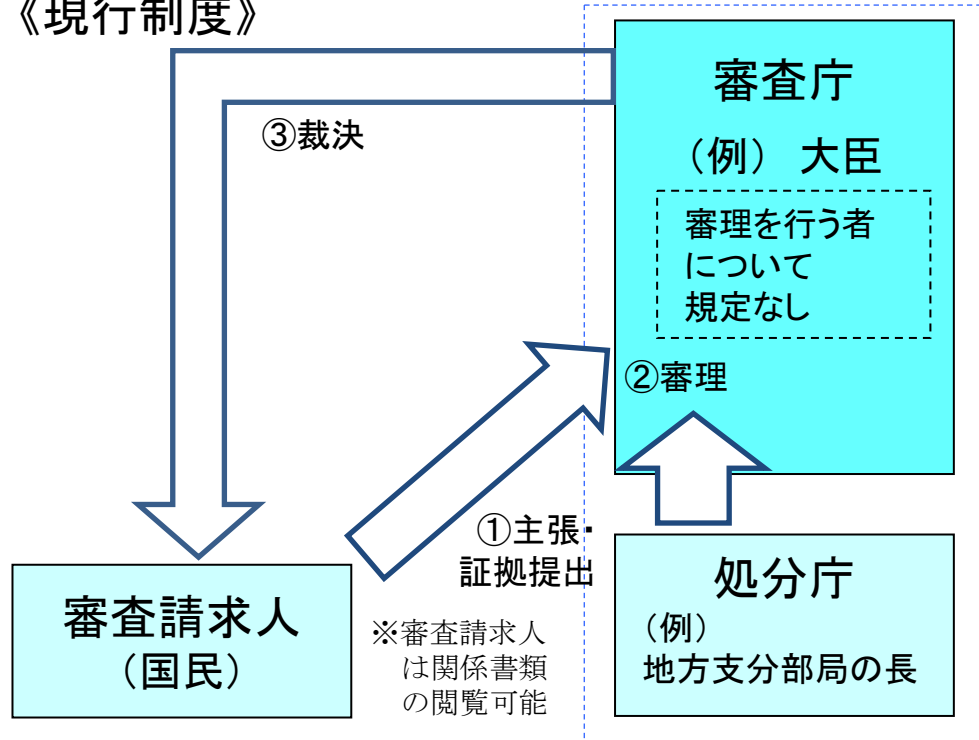 《現行制度》
審査庁
（例） 大臣
審理を行う者
について
規定なし
③裁決
②審理
①主張・
証拠提出
審査請求人
（国民）
※審査請求人
は関係書類
の閲覧可能
処分庁
（例）
地方支分部局の長